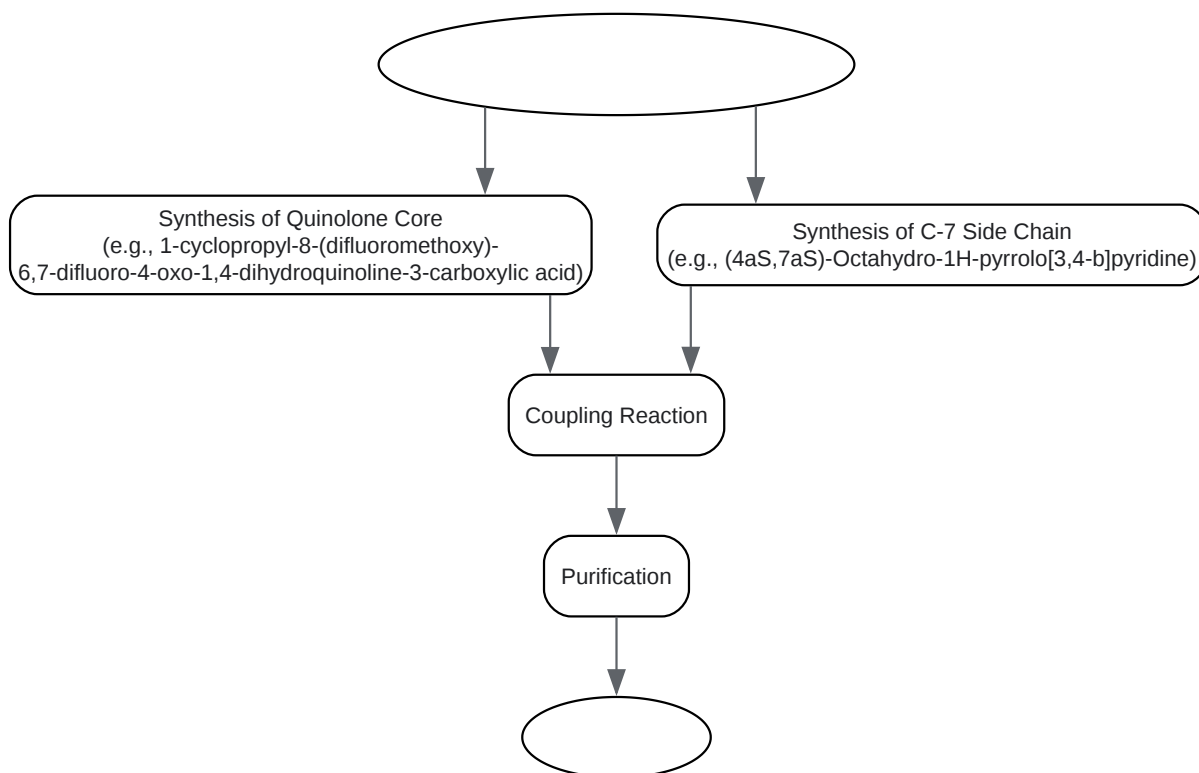 Synthesis of Quinolone Core
(e.g., 1-cyclopropyl-8-(difluoromethoxy)-
6,7-difluoro-4-oxo-1,4-dihydroquinoline-3-carboxylic acid)
Synthesis of C-7 Side Chain
(e.g., (4aS,7aS)-Octahydro-1H-pyrrolo[3,4-b]pyridine)
Coupling Reaction
Purification